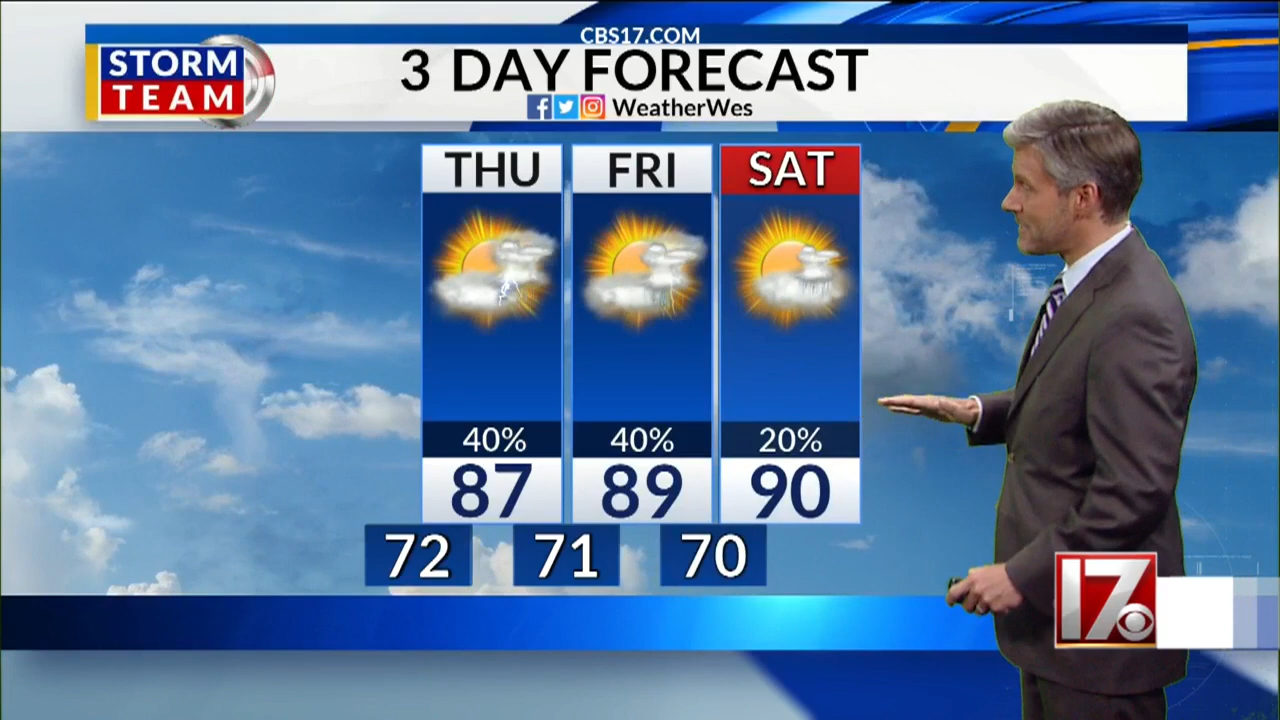 CBS17.COM
STORM
TEAM
3 DAY FORECAST
WeatherWes
THU FRI SAT
40% 40% 20%
87 89 90
72 71 70
17